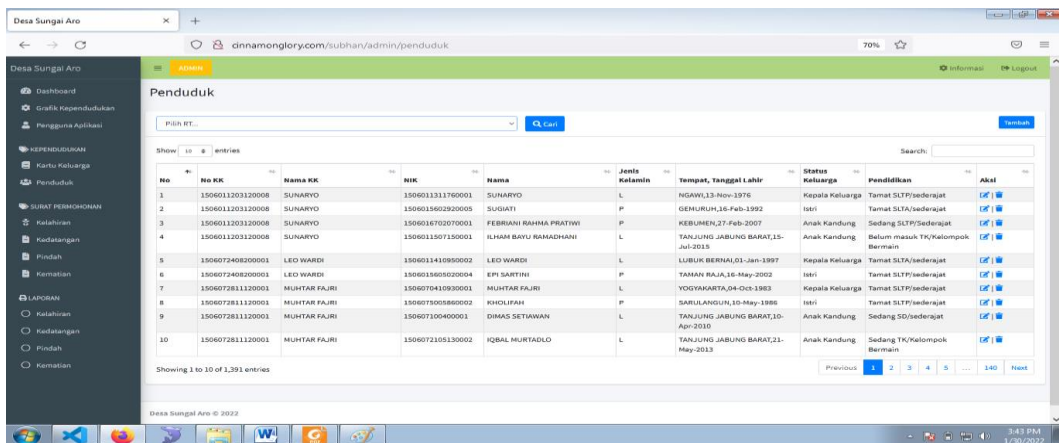 Desa Sungai Aro
cinnamonglory.com/subhan/admin/penduduk
70%
Desa Sungai Aro
ADMIN
Informasi
Logout
Dashboard
Grafik Kependudukan
Pengguna Aplikasi
KEPENDUDUKAN
Kartu Keluarga
Penduduk
SURAT PERMOHONAN
Kelahiran
Kedatangan
Pindah
Kematian
LAPORAN
Kelahiran
Kedatangan
Pindah
Kematian
Penduduk
Pilih RT...
Cari
Tambah
Show 10 entries
Search:
No No KK Nama KK NIK Nama Jenis Kelamin Tempat, Tanggal Lahir Status Keluarga Pendidikan Aksi
1 1506011203120008 SUNARYO 1506011311760001 SUNARYO L NGAWI,13-Nov-1976 Kepala Keluarga Tamat SLTP/sederajat
2 1506011203120008 SUNARYO 1506015602920005 SUGIATI P GEMURUH,16-Feb-1992 Istri Tamat SLTA/sederajat
3 1506011203120008 SUNARYO 1506016702070001 FEBRIANI RAHMA PRATIWI P KEBUMEN,27-Feb-2007 Anak Kandung Sedang SLTP/Sederajat
4 1506011203120008 SUNARYO 1506011507150001 ILHAM BAYU RAMADHANI L TANJUNG JABUNG BARAT,15-Jul-2015 Anak Kandung Belum masuk TK/Kelompok Bermain
5 1506072408200001 LEO WARDI 1506011410950002 LEO WARDI L LUBUK BERNAI,01-Jan-1997 Kepala Keluarga Tamat SLTA/sederajat
6 1506072408200001 LEO WARDI 1506015605020004 EPI SARTINI P TAMAN RAJA,16-May-2002 Istri Tamat SLTP/sederajat
7 1506072811120001 MUHTAR FAJRI 1506070410930001 MUHTAR FAJRI L YOGYAKARTA,04-Oct-1983 Kepala Keluarga Tamat SLTP/sederajat
8 1506072811120001 MUHTAR FAJRI 1506075005860002 KHOLIFAH P SARULANGUN,10-May-1986 Istri Tamat SLTP/sederajat
9 1506072811120001 MUHTAR FAJRI 150607100400001 DIMAS SETIAWAN L TANJUNG JABUNG BARAT,10-Apr-2010 Anak Kandung Sedang SD/sederajat
10 1506072811120001 MUHTAR FAJRI 1506072105130002 IQBAL MURTADLO L TANJUNG JABUNG BARAT,21-May-2013 Anak Kandung Sedang TK/Kelompok Bermain
Showing 1 to 10 of 1,391 entries
Previous 1 2 3 4 5 ... 140 Next
Desa Sungai Aro © 2022
3:43 PM
1/30/2022